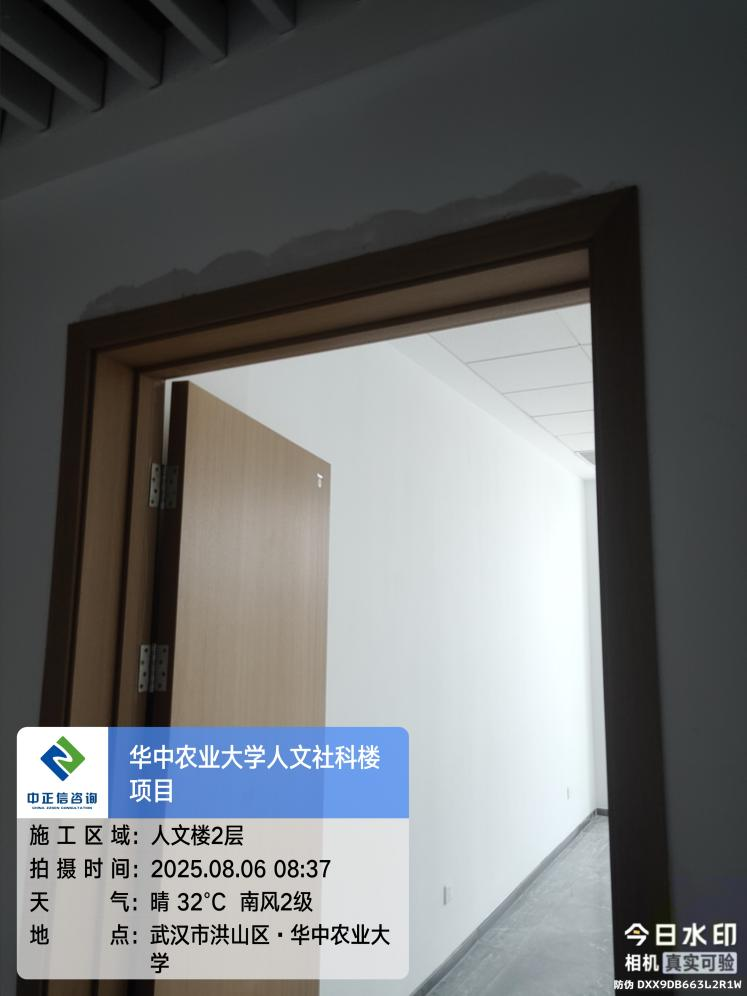 华中农业大学人文社科楼
项目
中正信咨询
CHINA ZZXIN CONSULTATION
施工区域：人文楼2层
拍摄时间：2025.08.06 08:37
天气：晴 32℃ 南风2级
地点：武汉市洪山区·华中农业大
学
今日水印
相机 真实可验
防伪 DXX9DB663L2R1W